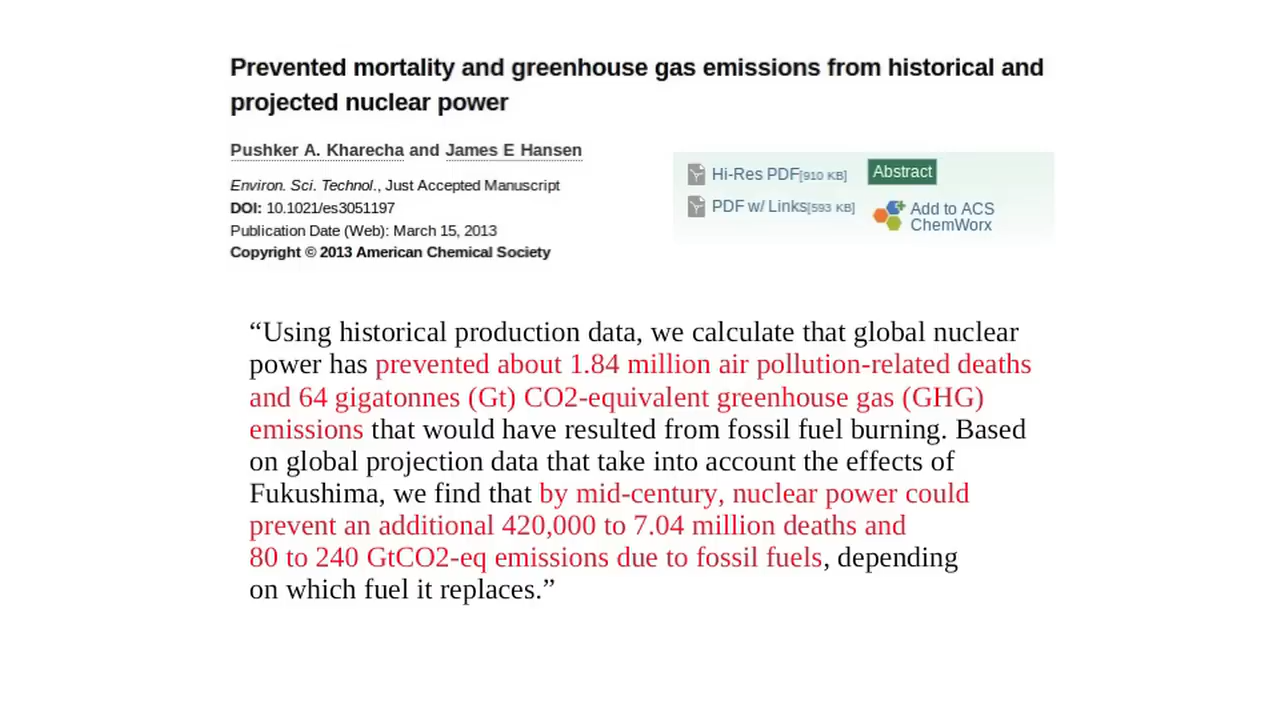 Prevented mortality and greenhouse gas emissions from historical and
projected nuclear power
Pushker A. Kharecha and James E Hansen
Environ. Sci. Technol., Just Accepted Manuscript
DOI: 10.1021/es3051197
Publication Date (Web): March 15, 2013
Copyright © 2013 American Chemical Society
Hi-Res PDF[910 KB]
PDF w/ Links[593 KB]
Abstract
Add to ACS
ChemWorx
“Using historical production data, we calculate that global nuclear
power has prevented about 1.84 million air pollution-related deaths
and 64 gigatonnes (Gt) CO2-equivalent greenhouse gas (GHG)
emissions that would have resulted from fossil fuel burning. Based
on global projection data that take into account the effects of
Fukushima, we find that by mid-century, nuclear power could
prevent an additional 420,000 to 7.04 million deaths and
80 to 240 GtCO2-eq emissions due to fossil fuels, depending
on which fuel it replaces.”